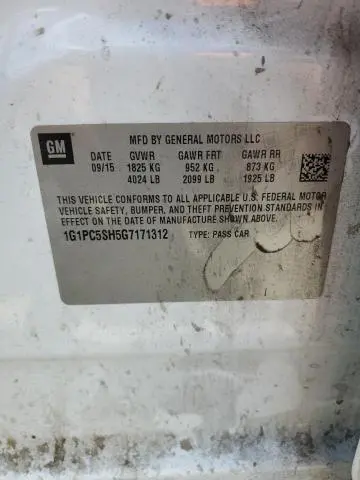 GM
MFD BY GENERAL MOTORS LLC
DATE GVWR GAWR FRT GAWR RR
09/15 1825 KG 952 KG 873 KG
4024 LB 2099 LB 1925 LB
THIS VEHICLE CONFORMS TO ALL APPLICABLE U.S. FEDERAL MOTOR
VEHICLE SAFETY, BUMPER, AND THEFT PREVENTION STANDARDS IN
EFFECT ON THE DATE OF MANUFACTURE SHOWN ABOVE.
1G1PC5SH5G7171312 TYPE: PASS CAR